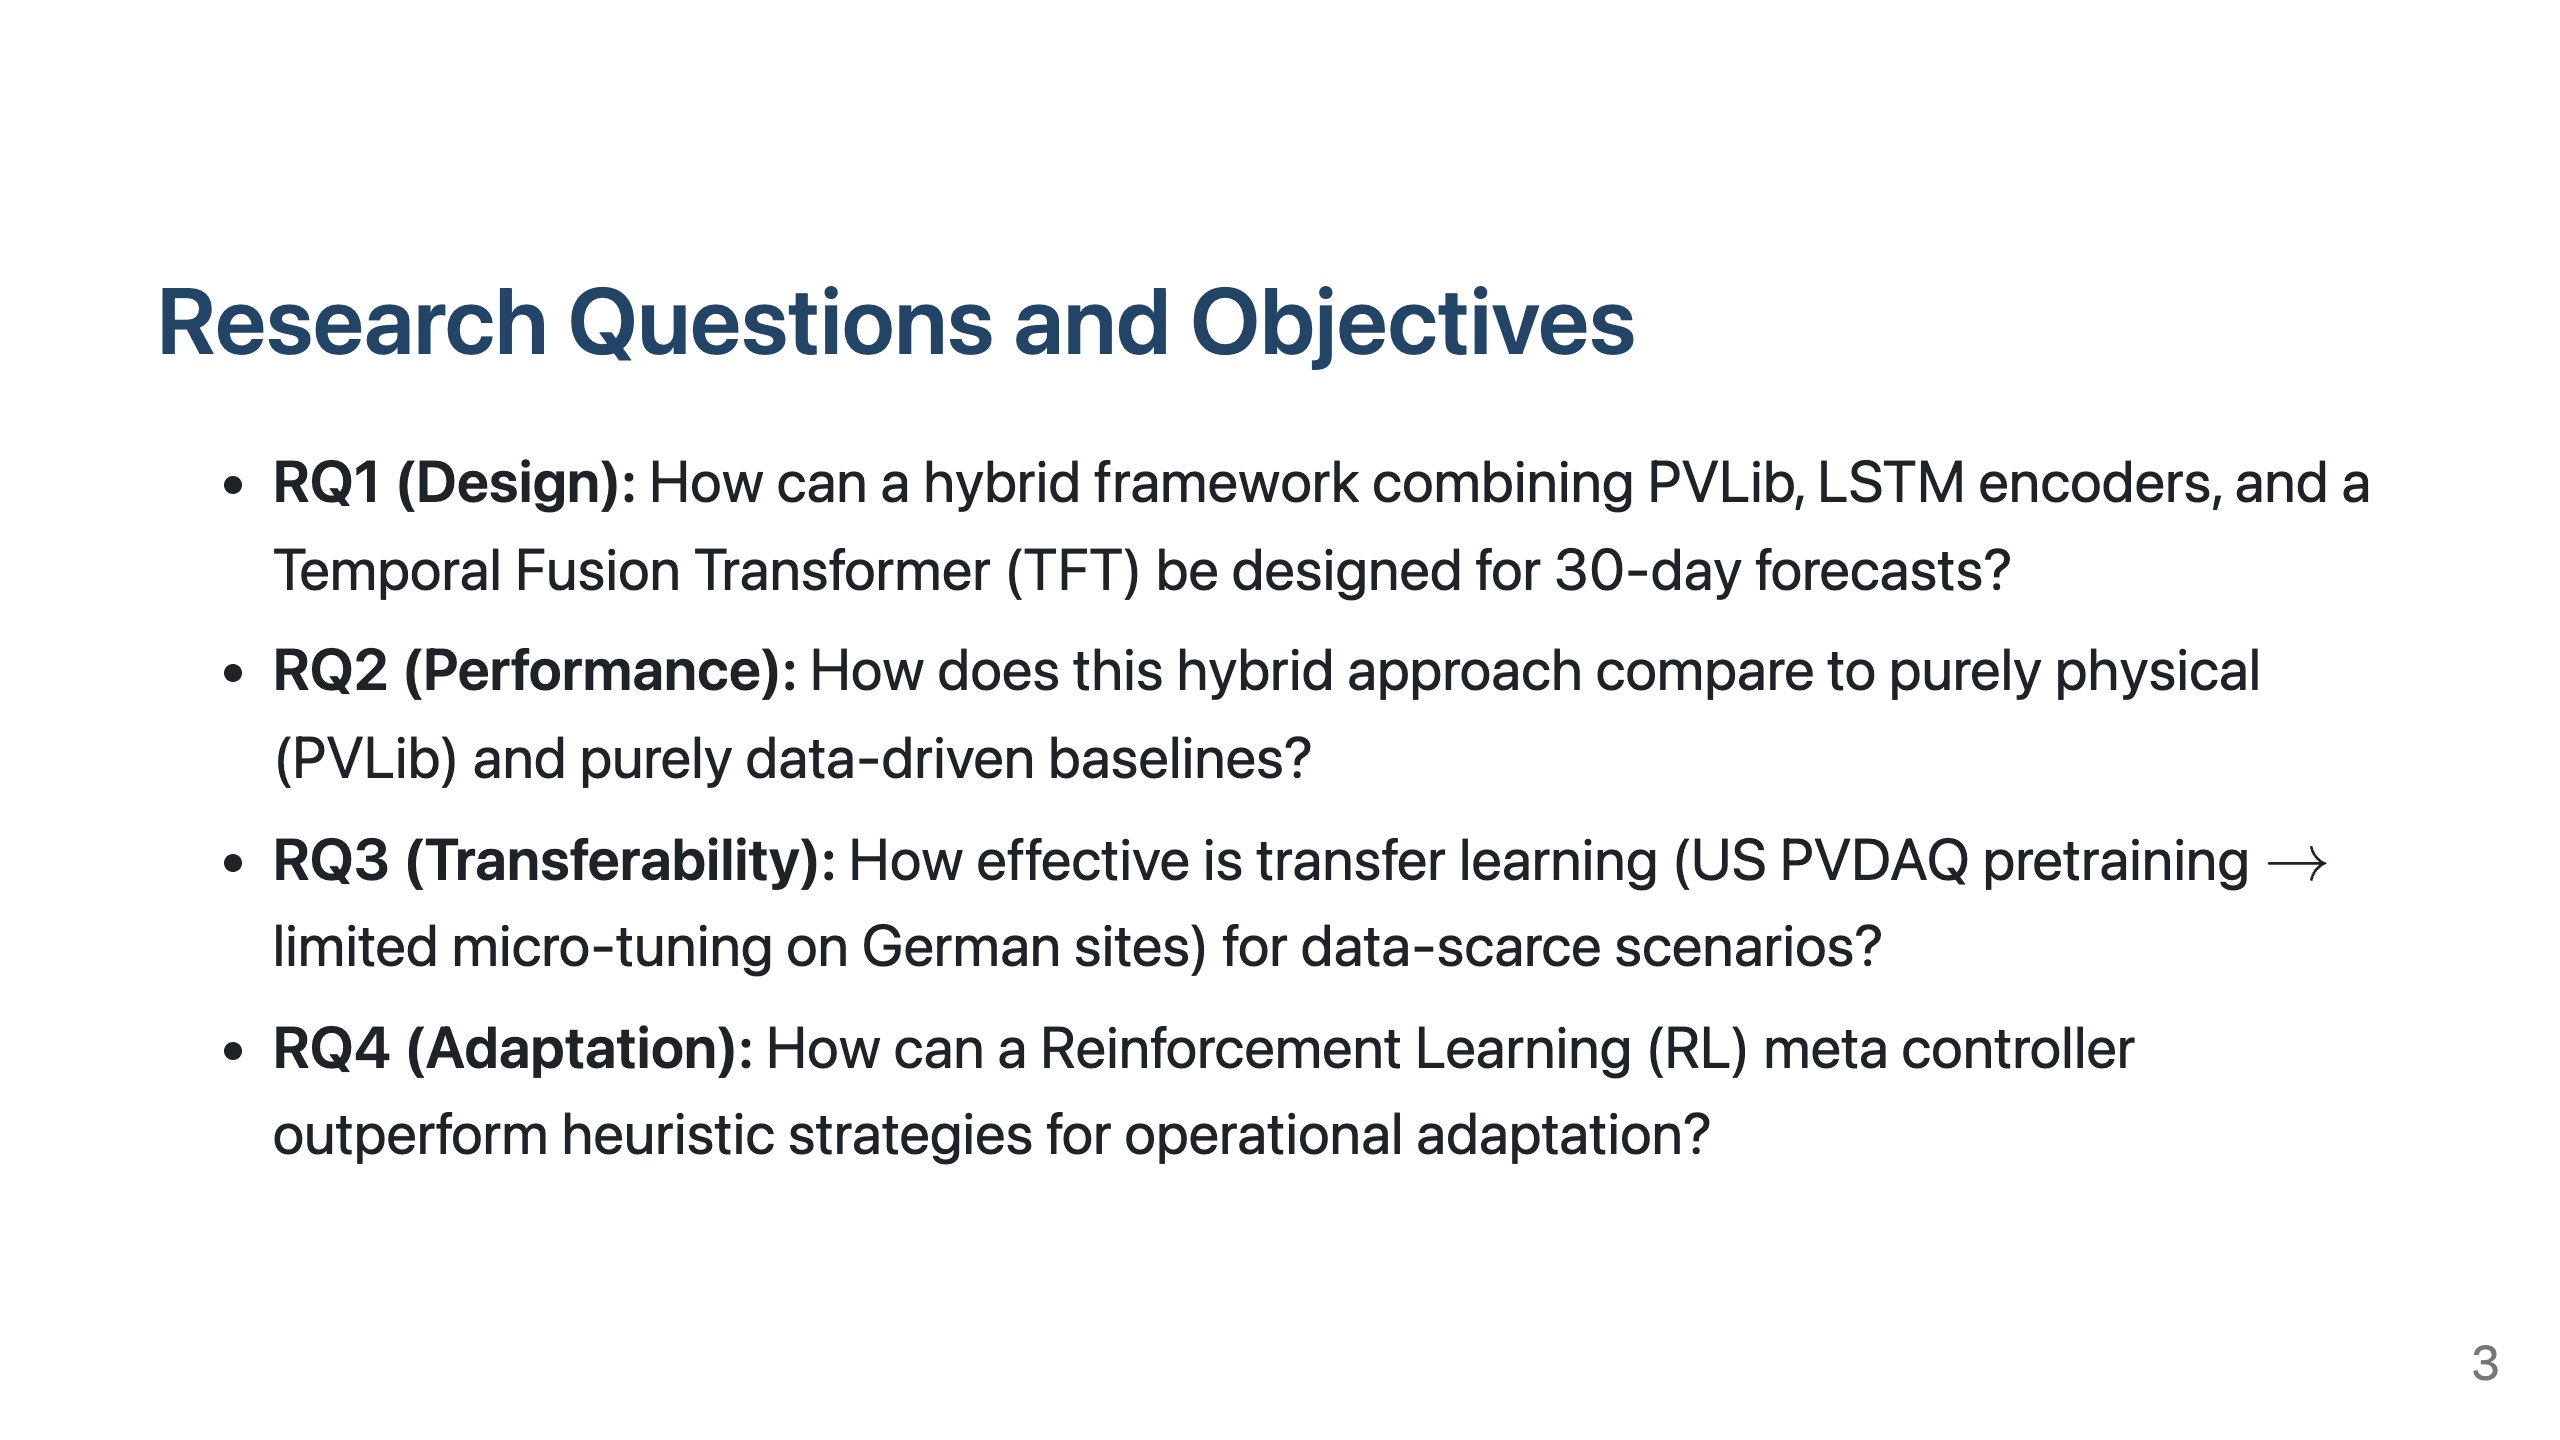 Research Questions and Objectives
• RQ1 (Design): How can a hybrid framework combining PVLib, LSTM encoders, and a
Temporal Fusion Transformer (TFT) be designed for 30-day forecasts?
• RQ2 (Performance): How does this hybrid approach compare to purely physical
(PVLib) and purely data-driven baselines?
• RQ3 (Transferability): How effective is transfer learning (US PVDAQ pretraining →
limited micro-tuning on German sites) for data-scarce scenarios?
• RQ4 (Adaptation): How can a Reinforcement Learning (RL) meta controller
outperform heuristic strategies for operational adaptation?
3